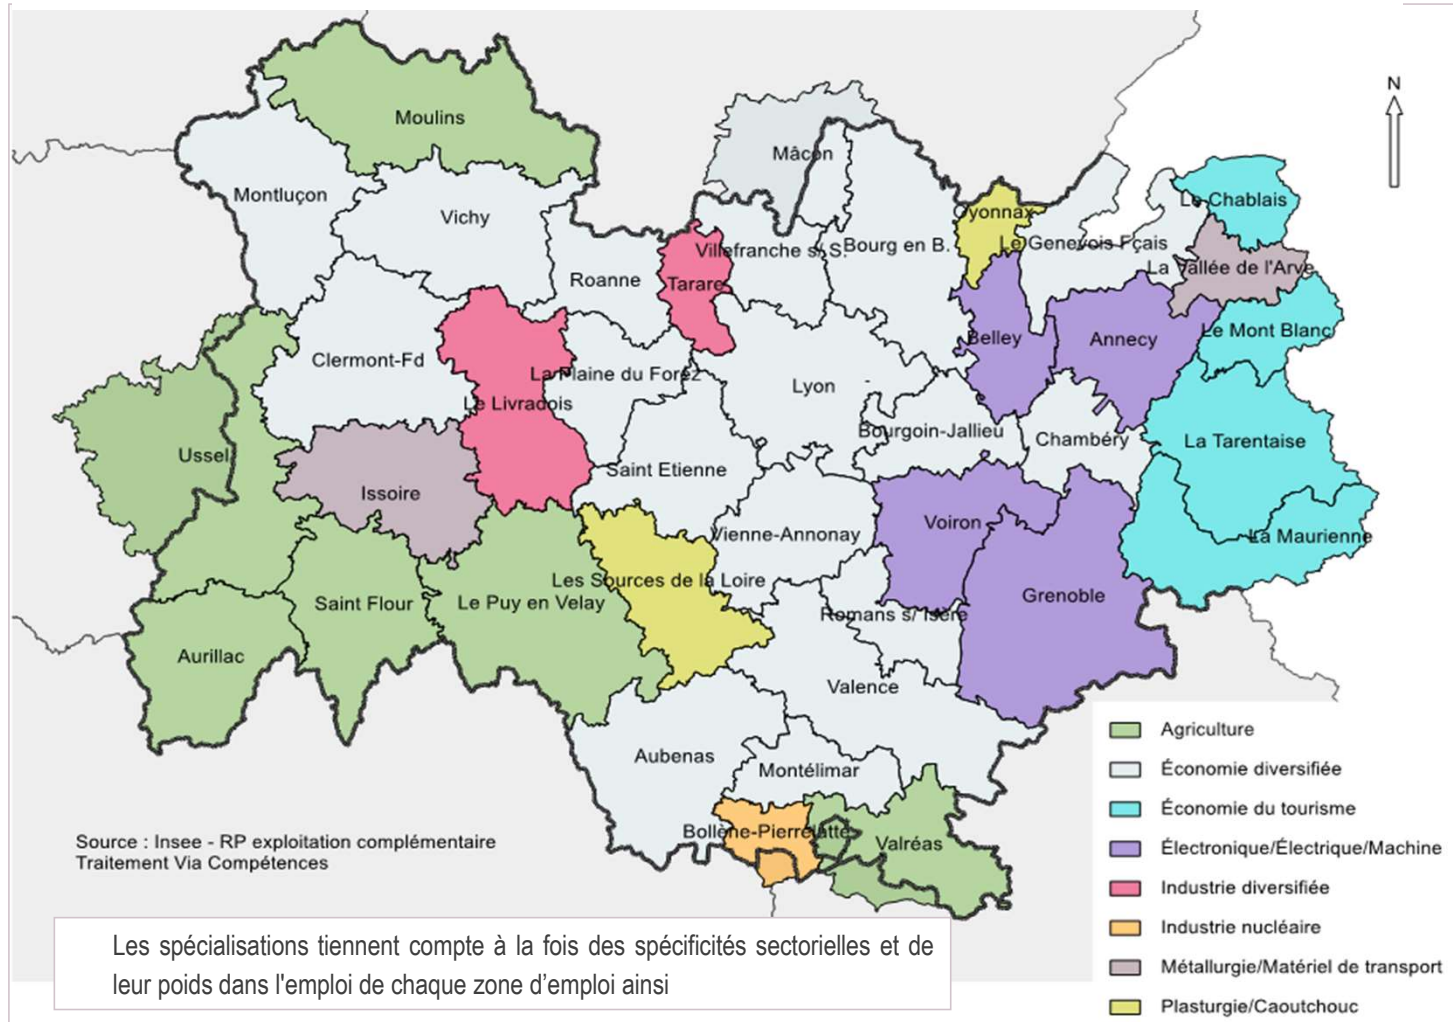 N
Moulins
Mâcon
Montluçon
Vichy
Le Chablais
Oyonnax
Villefranche s/ S.
Bourg en B.
Le Genevois Fçais
La Vallée de l'Arve
Roanne
Tarare
Le Mont Blanc
Belley
Annecy
Clermont-Fd
La Plaine du Forez
Lyon
Le Livradois
Bourgoin-Jallieu
Chambéry
La Tarentaise
Ussel
Saint Etienne
Issoire
Voiron
Vienne-Annonay
La Maurienne
Les Sources de la Loire
Saint Flour
Le Puy en Velay
Romans s/ Isère
Grenoble
Aurillac
Valence
Aubenas
Montélimar
Bollène-Pierrelatte
Valréas
Agriculture
Économie diversifiée
Économie du tourisme
Électronique/Électrique/Machine
Industrie diversifiée
Industrie nucléaire
Métallurgie/Matériel de transport
Plasturgie/Caoutchouc
Source : Insee - RP exploitation complémentaire
Traitement Via Compétences
Les spécialisations tiennent compte à la fois des spécificités sectorielles et de
leur poids dans l'emploi de chaque zone d’emploi ainsi